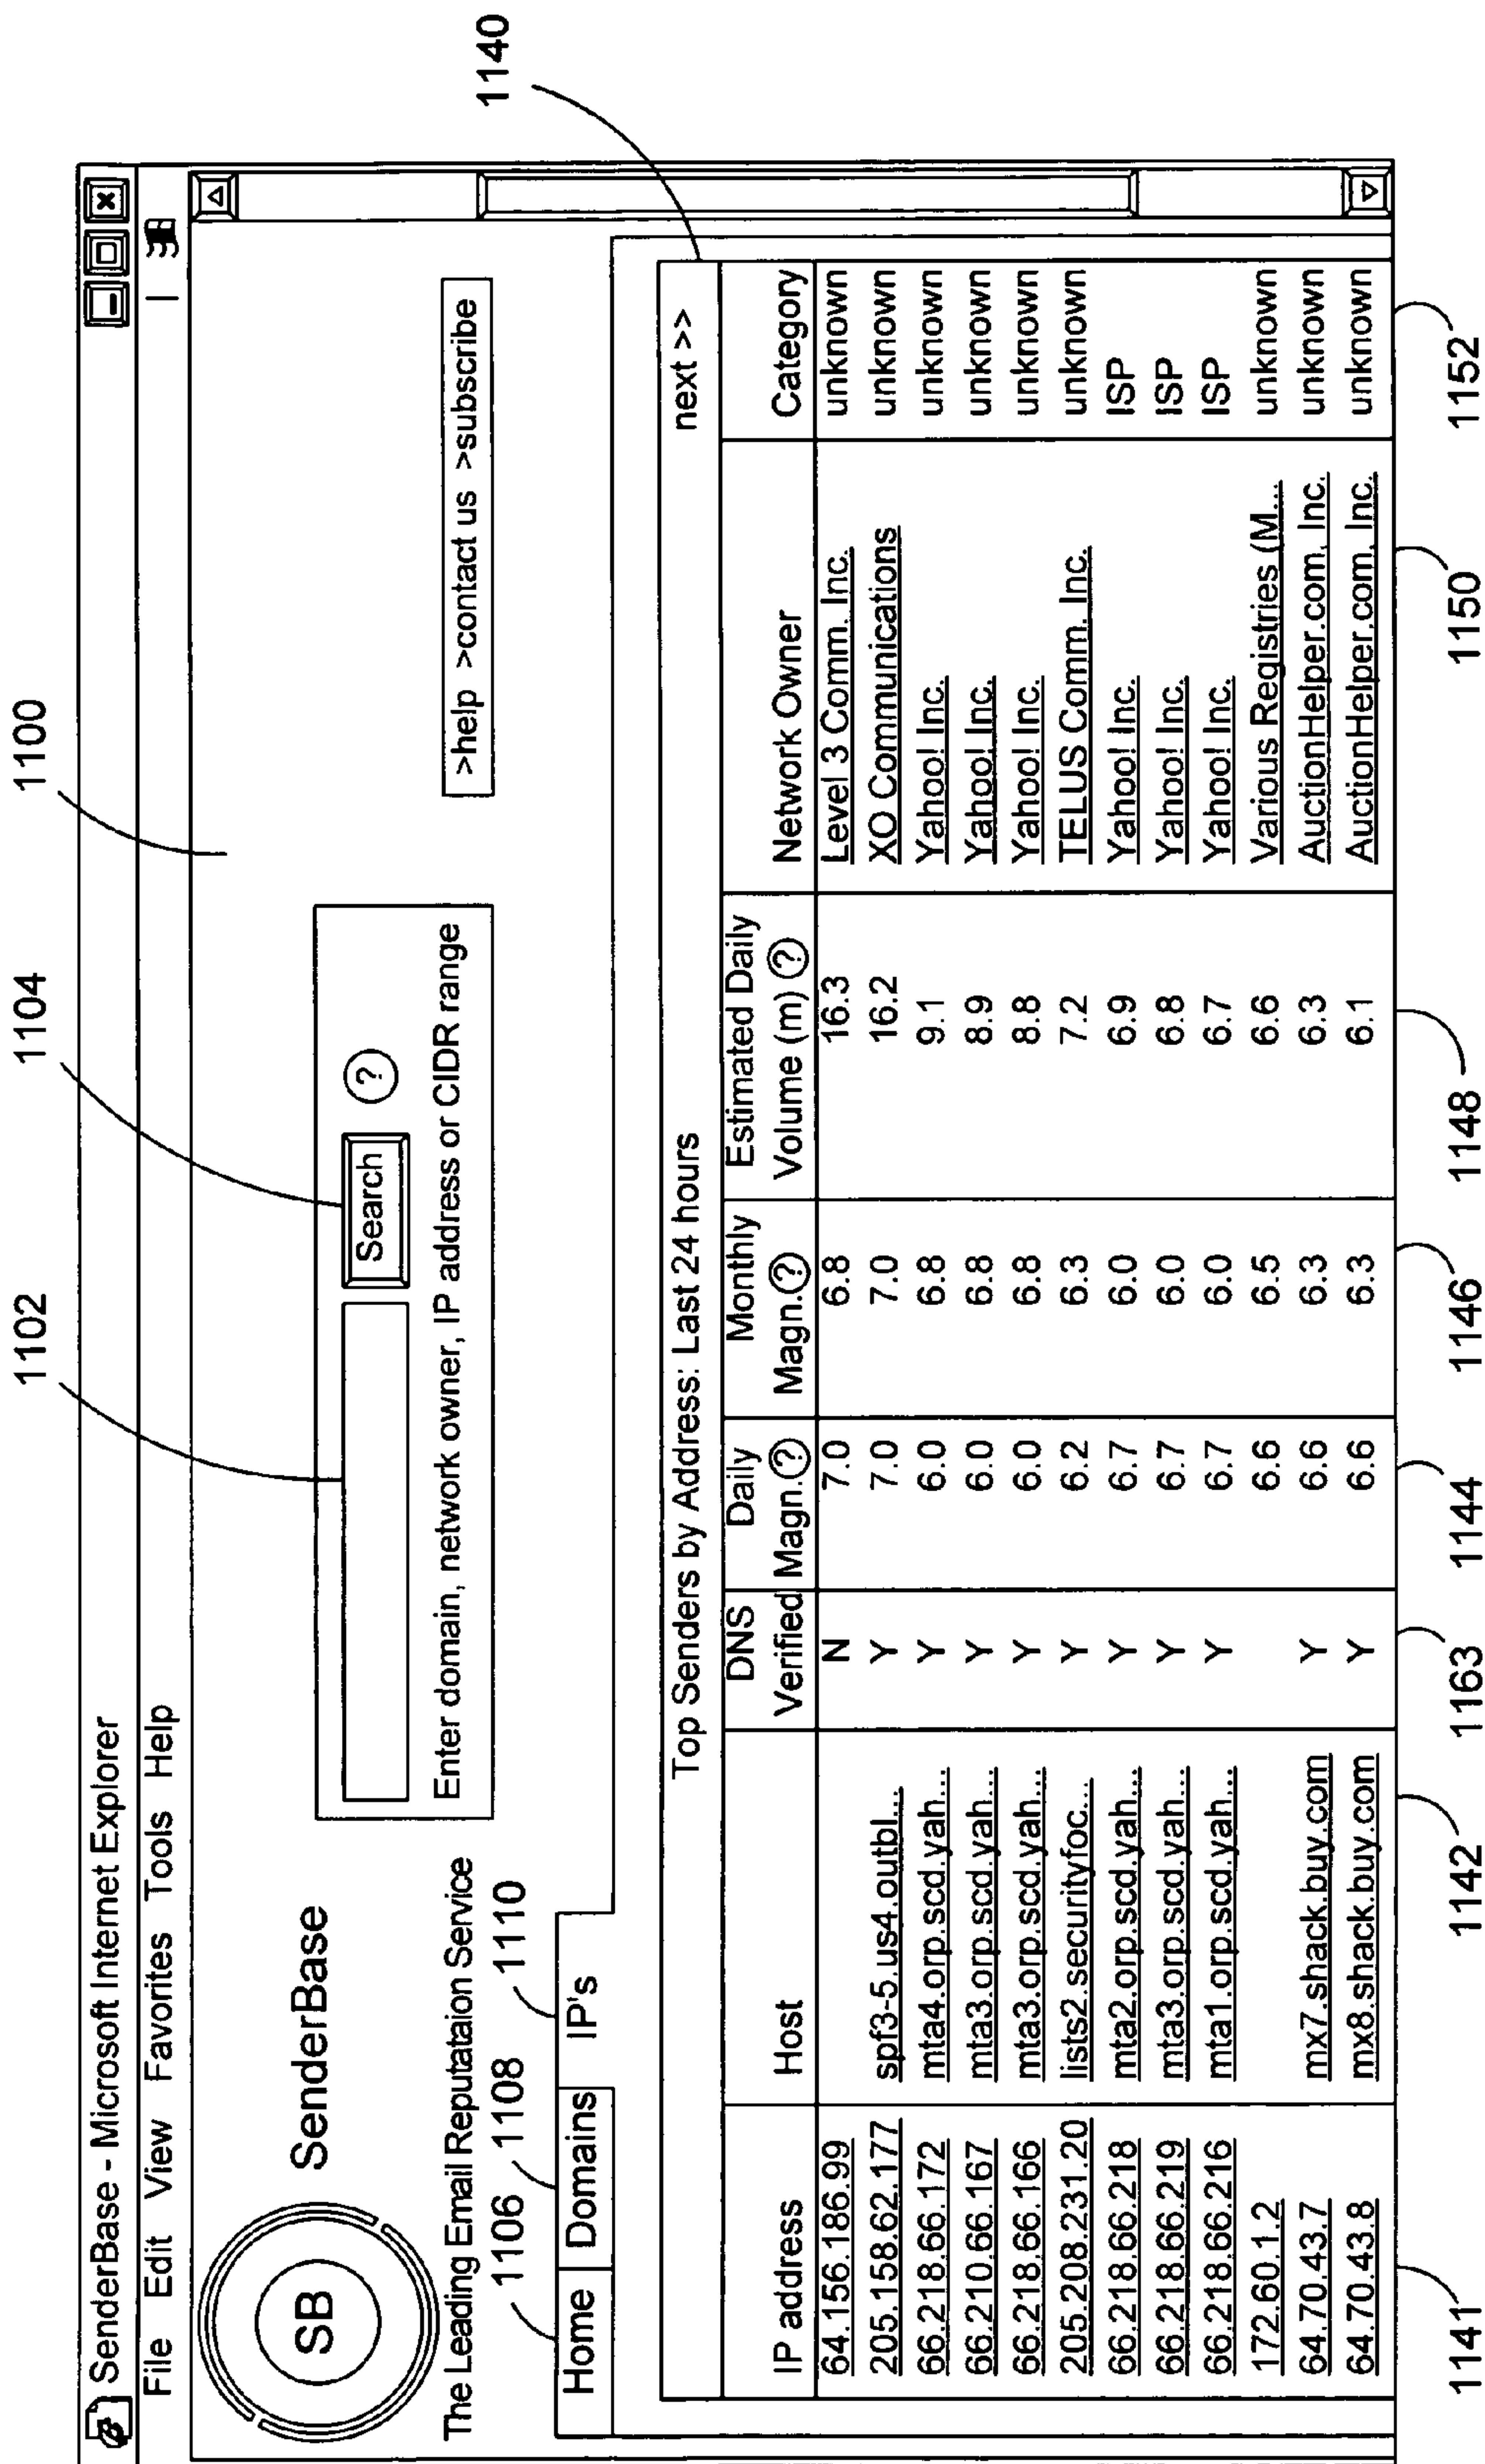 1100
1104
1102
SenderBase - Microsoft Internet Explorer
File Edit View Favorites Tools Help
SB
SenderBase
The Leading Email Reputataion Service
Search ?
Enter domain, network owner, IP address or CIDR range
>help >contact us >subscribe
1106 1108 1110 1140
Home Domains IP's
Top Senders by Address: Last 24 hours next >>
IP address Host DNS Verified Daily Magn.? Monthly Magn.? Estimated Daily Volume (m) ? Network Owner Category
64.156.186.99 N 7.0 6.8 16.3 Level 3 Comm. Inc. unknown
205.158.62.177 spf3-5.us4.outbl... Y 7.0 7.0 16.2 XO Communications unknown
66.218.66.172 mta4.orp.scd.yah... Y 6.0 6.8 9.1 Yahoo! Inc. unknown
66.210.66.167 mta3.orp.scd.yah... Y 6.0 6.8 8.9 Yahoo! Inc. unknown
66.218.66.166 mta3.orp.scd.yah... Y 6.0 6.8 8.8 Yahoo! Inc. unknown
205.208.231.20 lists2.securityfoc... Y 6.2 6.3 7.2 TELUS Comm. Inc. unknown
66.218.66.218 mta2.orp.scd.yah... Y 6.7 6.0 6.9 Yahoo! Inc. ISP
66.218.66.219 mta3.orp.scd.yah... Y 6.7 6.0 6.8 Yahoo! Inc. ISP
66.218.66.216 mta1.orp.scd.yah... Y 6.7 6.0 6.7 Yahoo! Inc. ISP
172.60.1.2 6.6 6.5 6.6 Various Registries (M... unknown
64.70.43.7 mx7.shack.buy.com Y 6.6 6.3 6.3 AuctionHelper.com, Inc. unknown
64.70.43.8 mx8.shack.buy.com Y 6.6 6.3 6.1 AuctionHelper.com, Inc. unknown
1141 1142 1163 1144 1146 1148 1150 1152